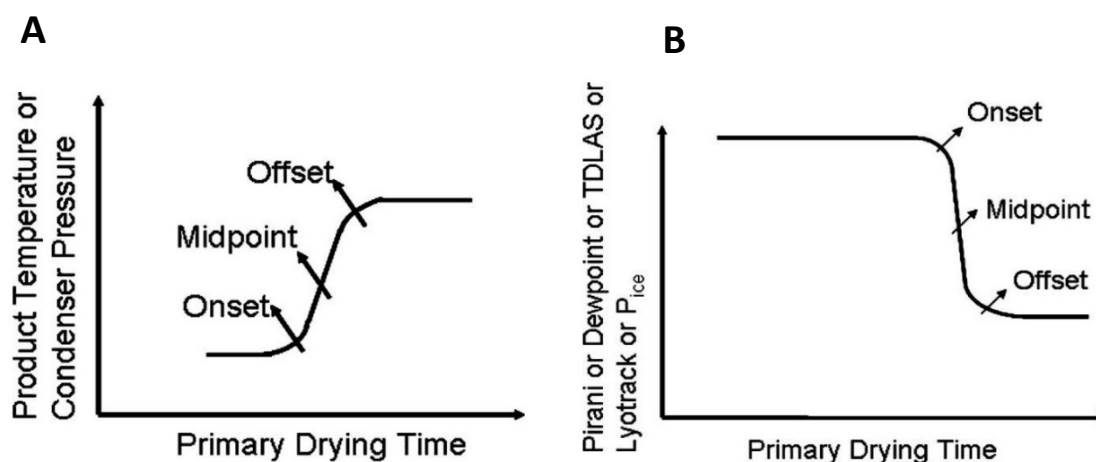 A
Product Temperature or
Condenser Pressure
Offset
Midpoint
Onset
Primary Drying Time
B
Pirani or Dewpoint or TDLAS or
Lyotrack or Pice
Onset
Midpoint
Offset
Primary Drying Time